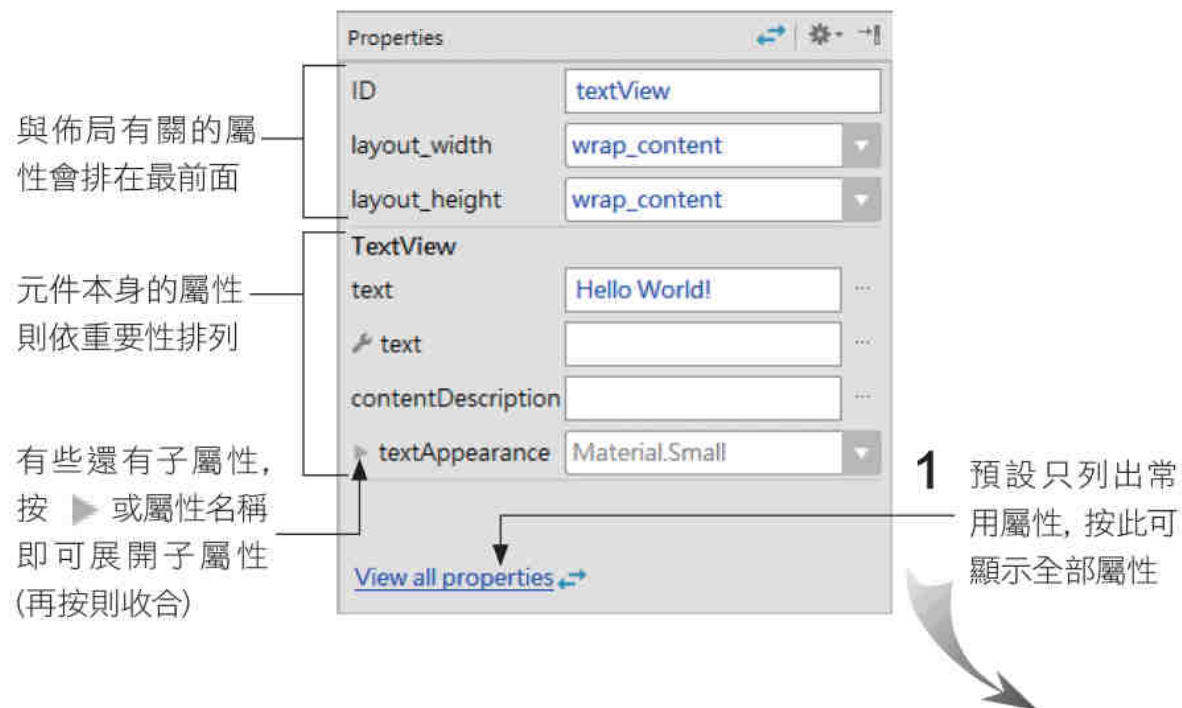 Properties
ID
textView
layout_width
wrap_content
layout_height
wrap_content
TextView
text
Hello World!
...
text
...
contentDescription
...
textAppearance
Material.Small
View all properties
與佈局有關的屬
性會排在最前面
元件本身的屬性
則依重要性排列
有些還有子屬性,
按 ▶ 或屬性名稱
即可展開子屬性
(再按則收合)
1
預設只列出常
用屬性, 按此可
顯示全部屬性